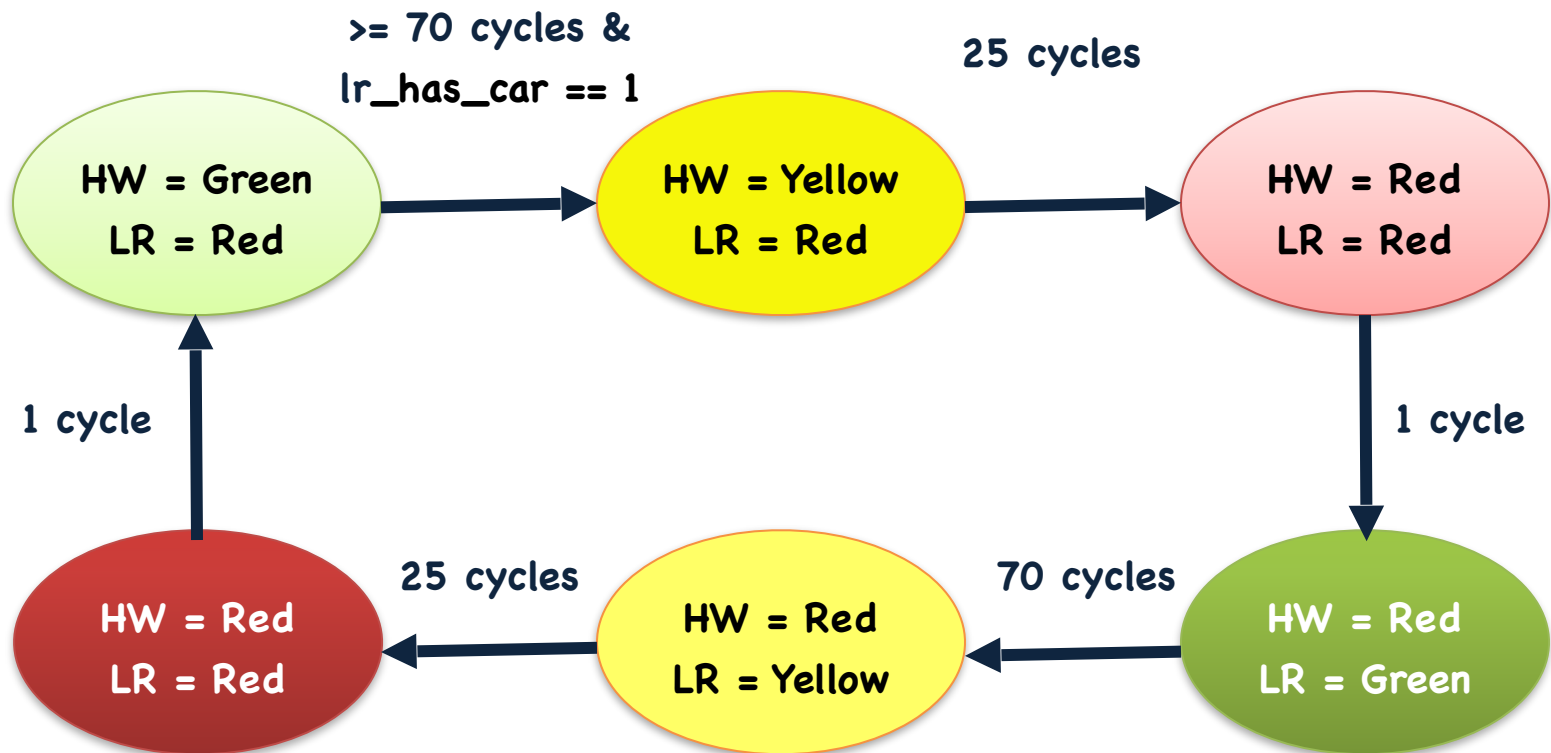 >= 70 cycles &
lr_has_car == 1
25 cycles
HW = Green
LR = Red
HW = Yellow
LR = Red
HW = Red
LR = Red
1 cycle
1 cycle
25 cycles
70 cycles
HW = Red
LR = Red
HW = Red
LR = Yellow
HW = Red
LR = Green